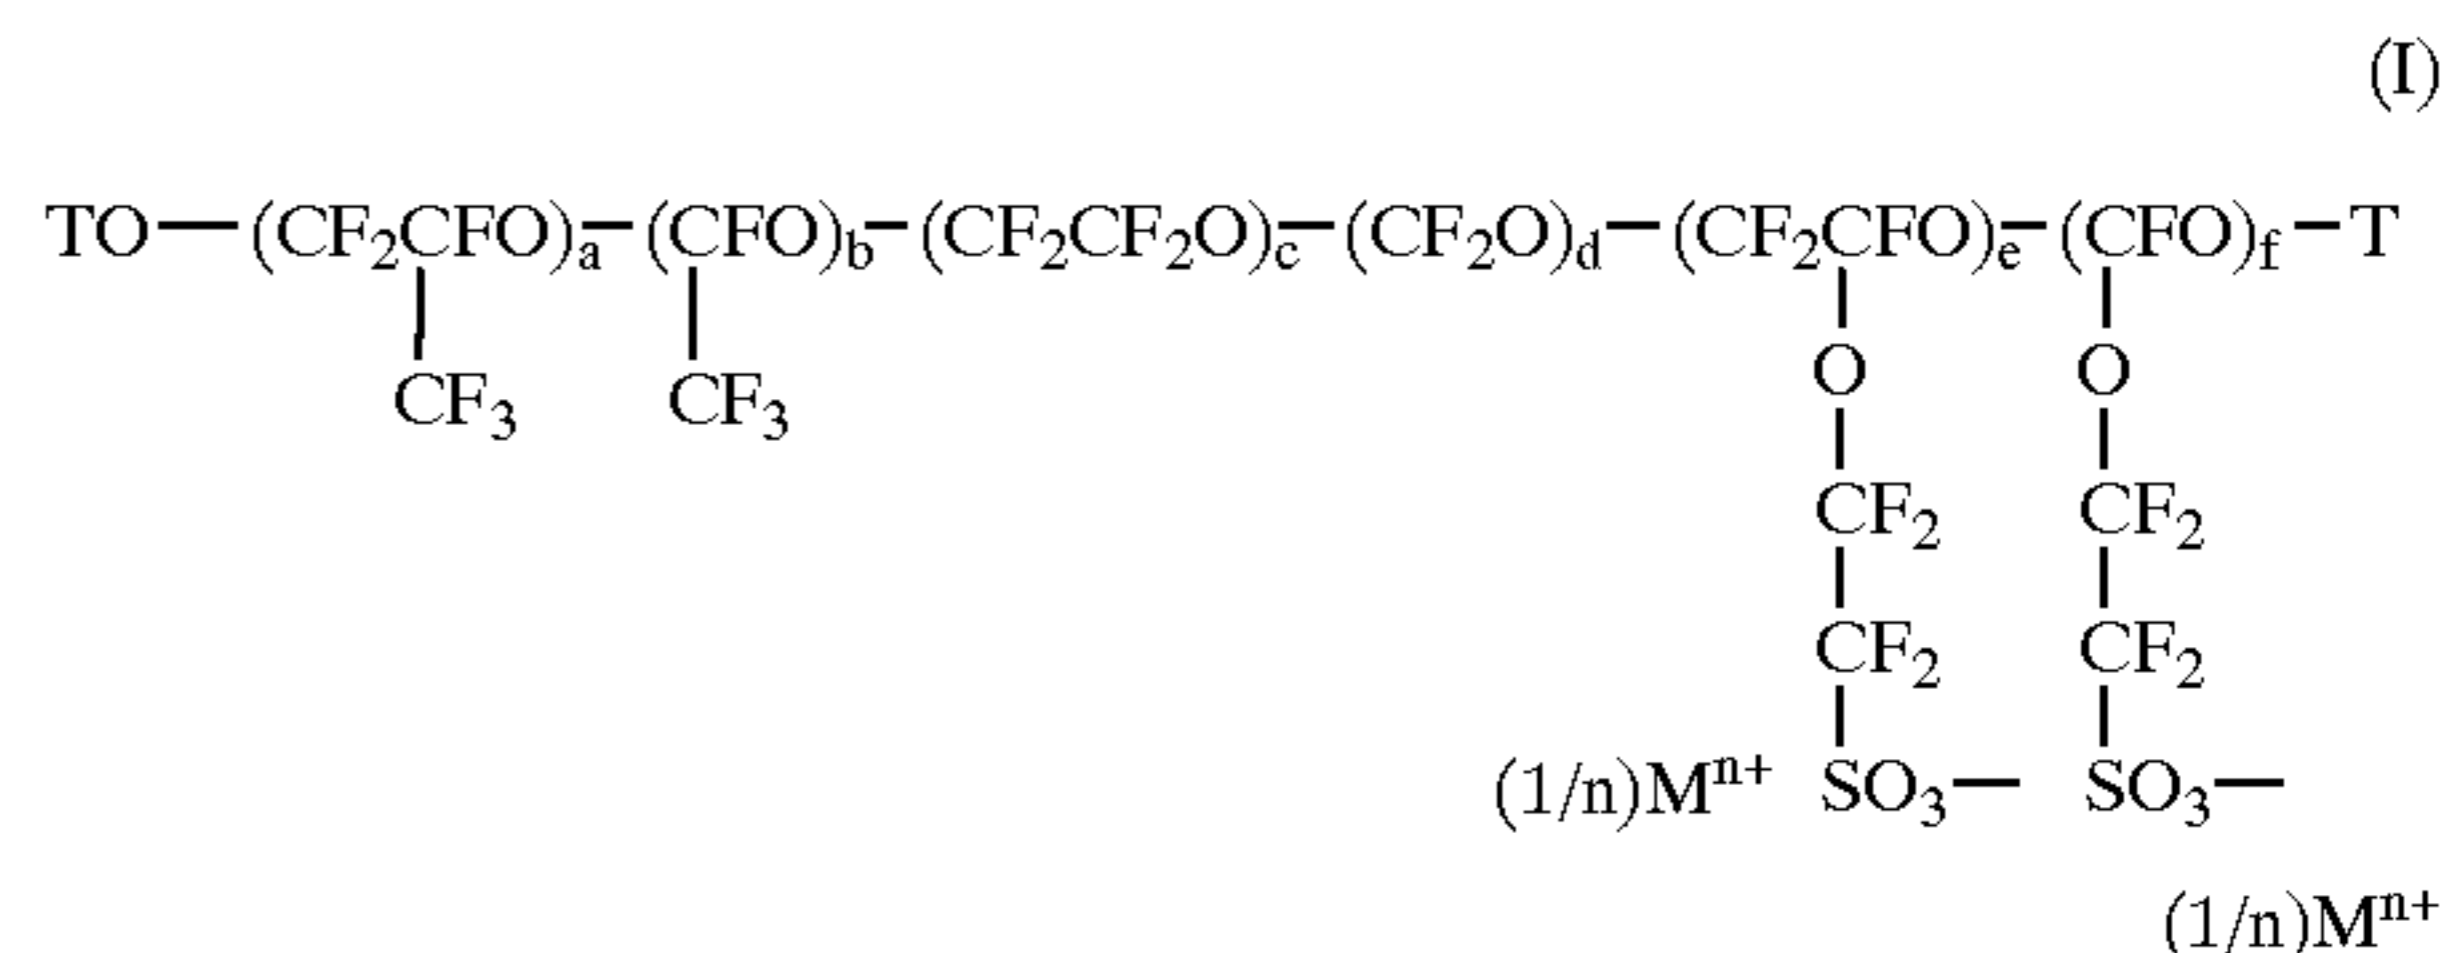 (I)
TO—(CF₂CFO)ₐ—(CFO)b—(CF₂CF₂O)c—(CF₂O)d—(CF₂CFO)ₑ—(CFO)f—T
CF₃ CF₃ O O
CF₂ CF₂
CF₂ CF₂
(1/n)Mⁿ⁺ SO₃— SO₃—
(1/n)Mⁿ⁺